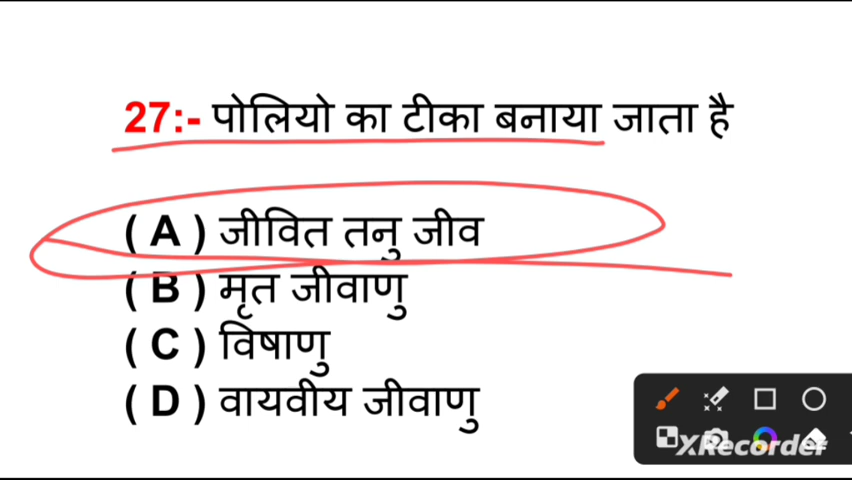 27:- पोलियो का टीका बनाया जाता है
( A ) जीवित तनु जीव
( B ) मृत जीवाणु
( C ) विषाणु
( D ) वायवीय जीवाणु
XRecorder